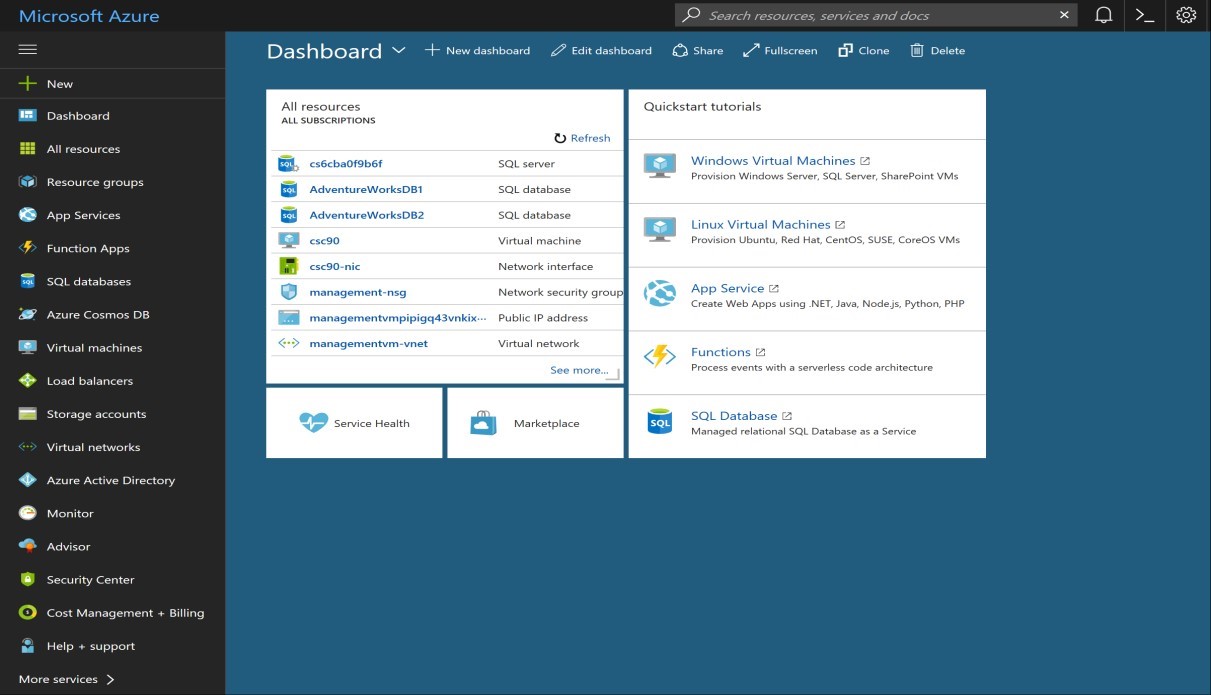 Microsoft Azure
Search resources, services and docs
New
Dashboard
All resources
Resource groups
App Services
Function Apps
SQL databases
Azure Cosmos DB
Virtual machines
Load balancers
Storage accounts
Virtual networks
Azure Active Directory
Monitor
Advisor
Security Center
Cost Management + Billing
Help + support
More services
Dashboard New dashboard Edit dashboard Share Fullscreen Clone Delete
All resources
ALL SUBSCRIPTIONS
Refresh
cs6cba0f9b6f SQL server
AdventureWorksDB1 SQL database
AdventureWorksDB2 SQL database
csc90 Virtual machine
csc90-nic Network interface
management-nsg Network security group
managementvmpipigq43vnkix··· Public IP address
managementvm-vnet Virtual network
See more...
Service Health
Marketplace
Quickstart tutorials
Windows Virtual Machines
Provision Windows Server, SQL Server, SharePoint VMs
Linux Virtual Machines
Provision Ubuntu, Red Hat, CentOS, SUSE, CoreOS VMs
App Service
Create Web Apps using .NET, Java, Node.js, Python, PHP
Functions
Process events with a serverless code architecture
SQL
SQL Database
Managed relational SQL Database as a Service